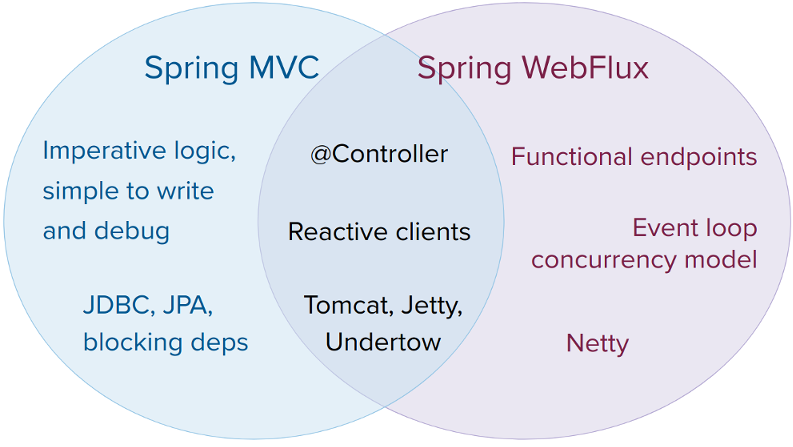 Spring MVC
Spring WebFlux
Imperative logic,
simple to write
and debug
JDBC, JPA,
blocking deps
@Controller
Reactive clients
Tomcat, Jetty,
Undertow
Functional endpoints
Event loop
concurrency model
Netty